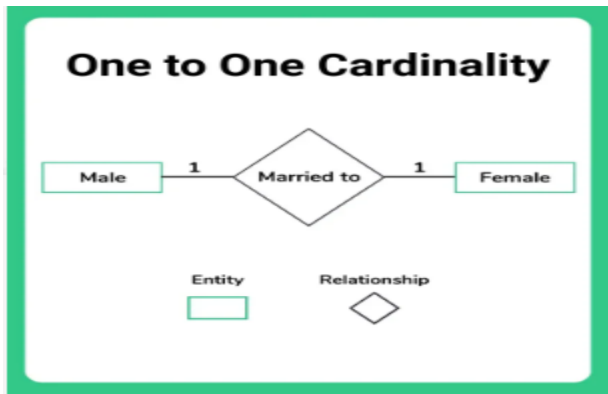 One to One Cardinality
Male 1 Married to 1 Female
Entity Relationship